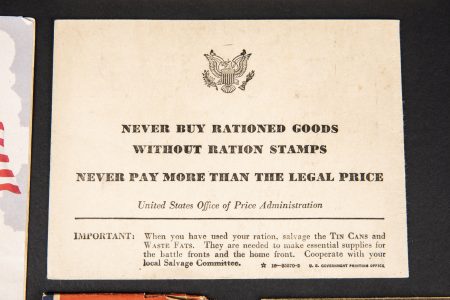 NEVER BUY RATIONED GOODS
WITHOUT RATION STAMPS
NEVER PAY MORE THAN THE LEGAL PRICE
United States Office of Price Administration
IMPORTANT: When you have used your ration, salvage the TIN CANS and
WASTE FATS. They are needed to make essential supplies for
the battle fronts and the home front. Cooperate with your
local Salvage Committee.
U. S. GOVERNMENT PRINTING OFFICE